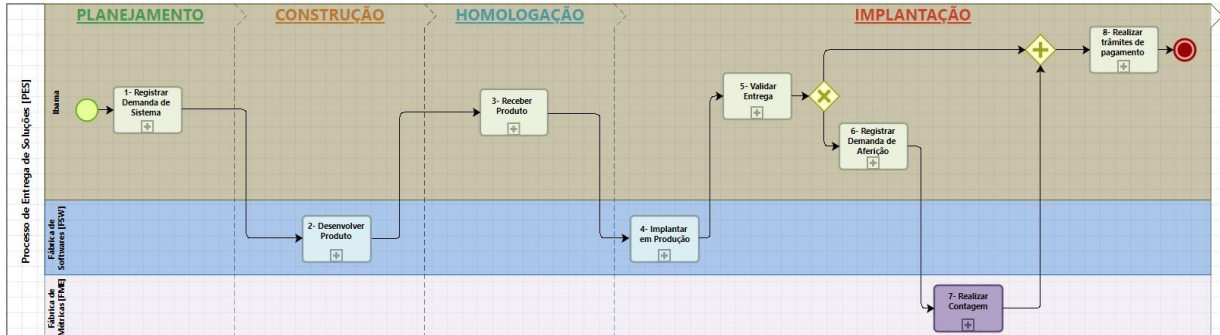 PLANEJAMENTO
CONSTRUÇÃO
HOMOLOGAÇÃO
IMPLANTAÇÃO
Processo de Entrega de Soluções [PES]
Ibama
1- Registrar
Demanda de
Sistema
3- Receber
Produto
5- Validar
Entrega
6- Registrar
Demanda de
Aferição
8- Realizar
trâmites de
pagamento
Fábrica de
Softwares [FSW]
2- Desenvolver
Produto
4- Implantar
em Produção
Fábrica de
Métricas [FME]
7- Realizar
Contagem